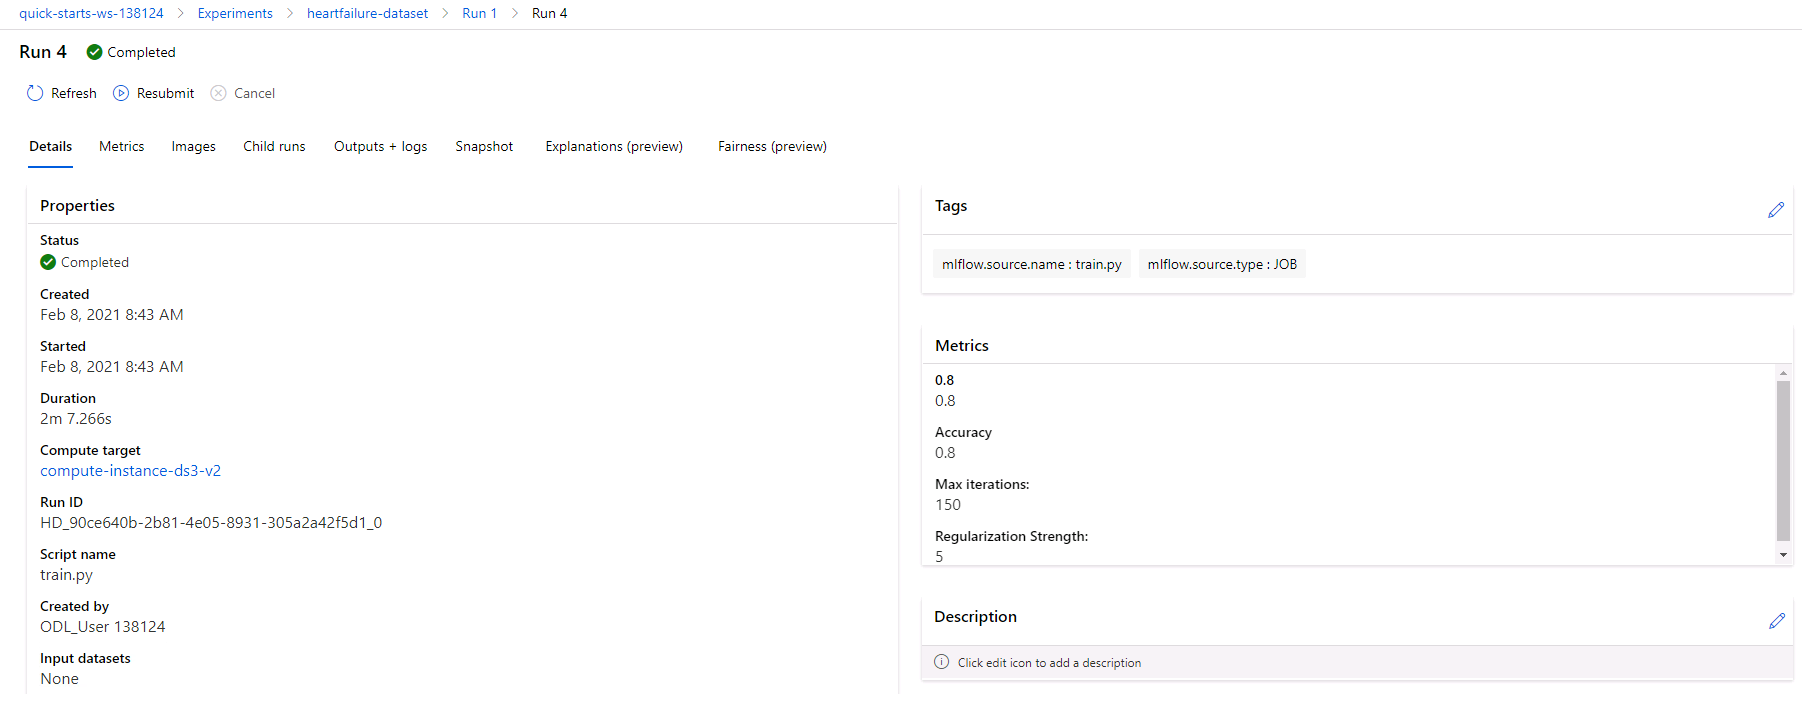 quick-starts-ws-138124 > Experiments > heartfailure-dataset > Run 1 > Run 4
Run 4 Completed
Refresh Resubmit Cancel
Details Metrics Images Child runs Outputs + logs Snapshot Explanations (preview) Fairness (preview)
Properties
Status
Completed
Created
Feb 8, 2021 8:43 AM
Started
Feb 8, 2021 8:43 AM
Duration
2m 7.266s
Compute target
compute-instance-ds3-v2
Run ID
HD_90ce640b-2b81-4e05-8931-305a2a42f5d1_0
Script name
train.py
Created by
ODL_User 138124
Input datasets
None
Tags
mlflow.source.name : train.py mlflow.source.type : JOB
Metrics
0.8
0.8
Accuracy
0.8
Max iterations:
150
Regularization Strength:
5
Description
Click edit icon to add a description